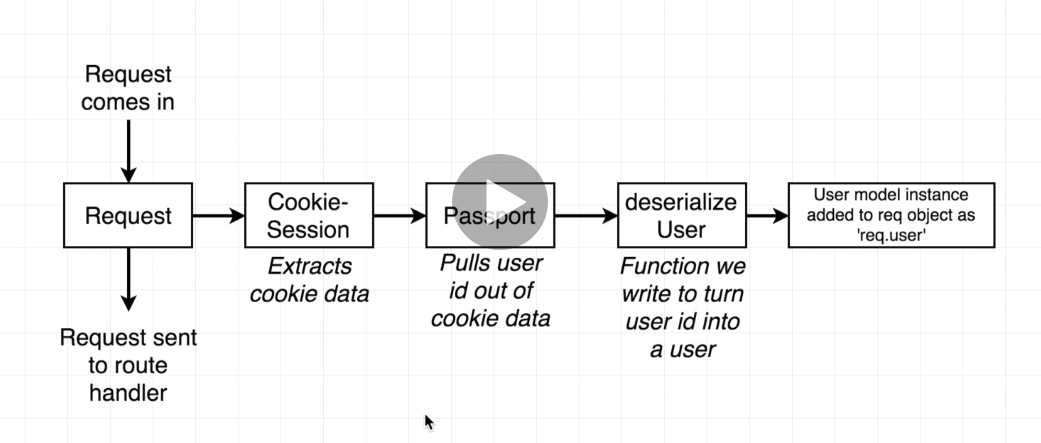 Request
comes in
Request
Cookie-
Session
Passport
deserialize
User
User model instance
added to req object as
'req.user'
Extracts
cookie data
Pulls user
id out of
cookie data
Function we
write to turn
user id into
a user
Request sent
to route
handler